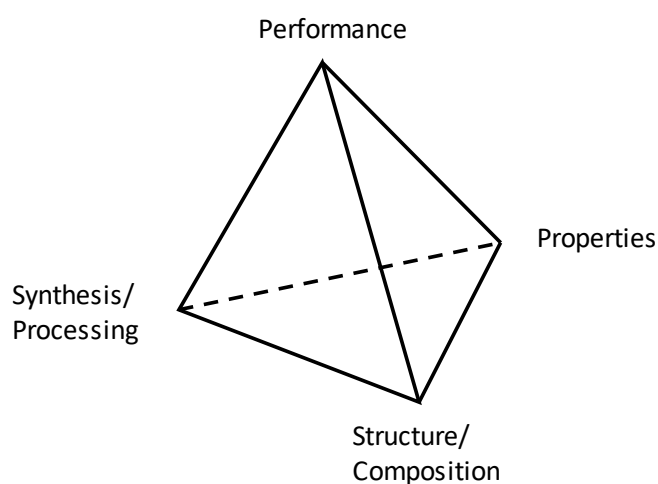 Performance
Properties
Synthesis/
Processing
Structure/
Composition